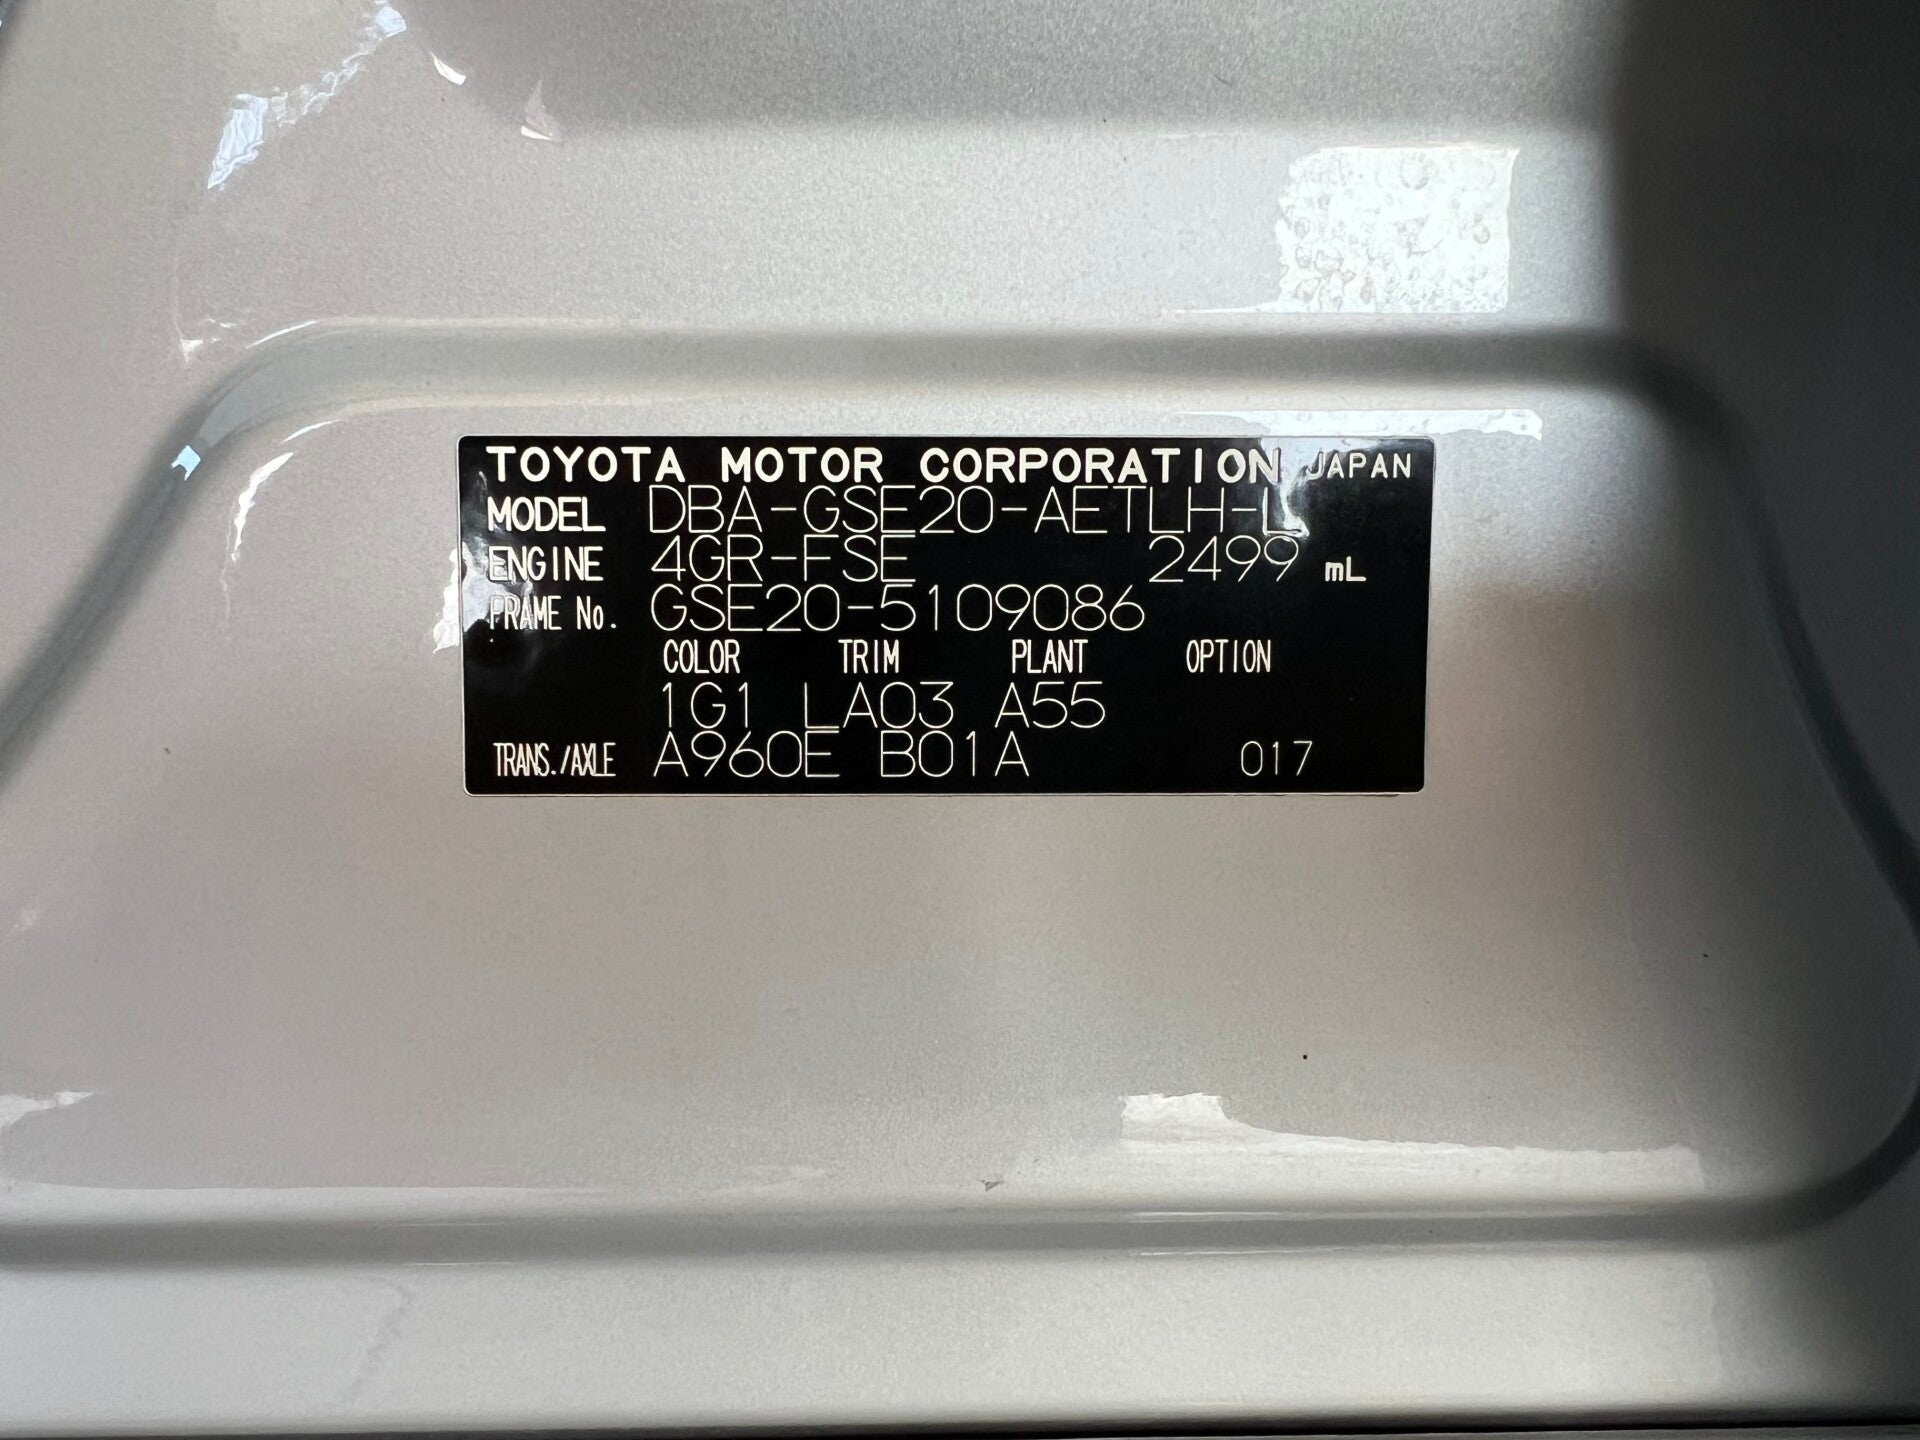 TOYOTA MOTOR CORPORATION JAPAN
MODEL DBA-GSE20-AETLH-L
ENGINE 4GR-FSE 2499 mL
FRAME No. GSE20-5109086
COLOR TRIM PLANT OPTION
1G1 LA03 A55
TRANS./AXLE A960E B01A 017